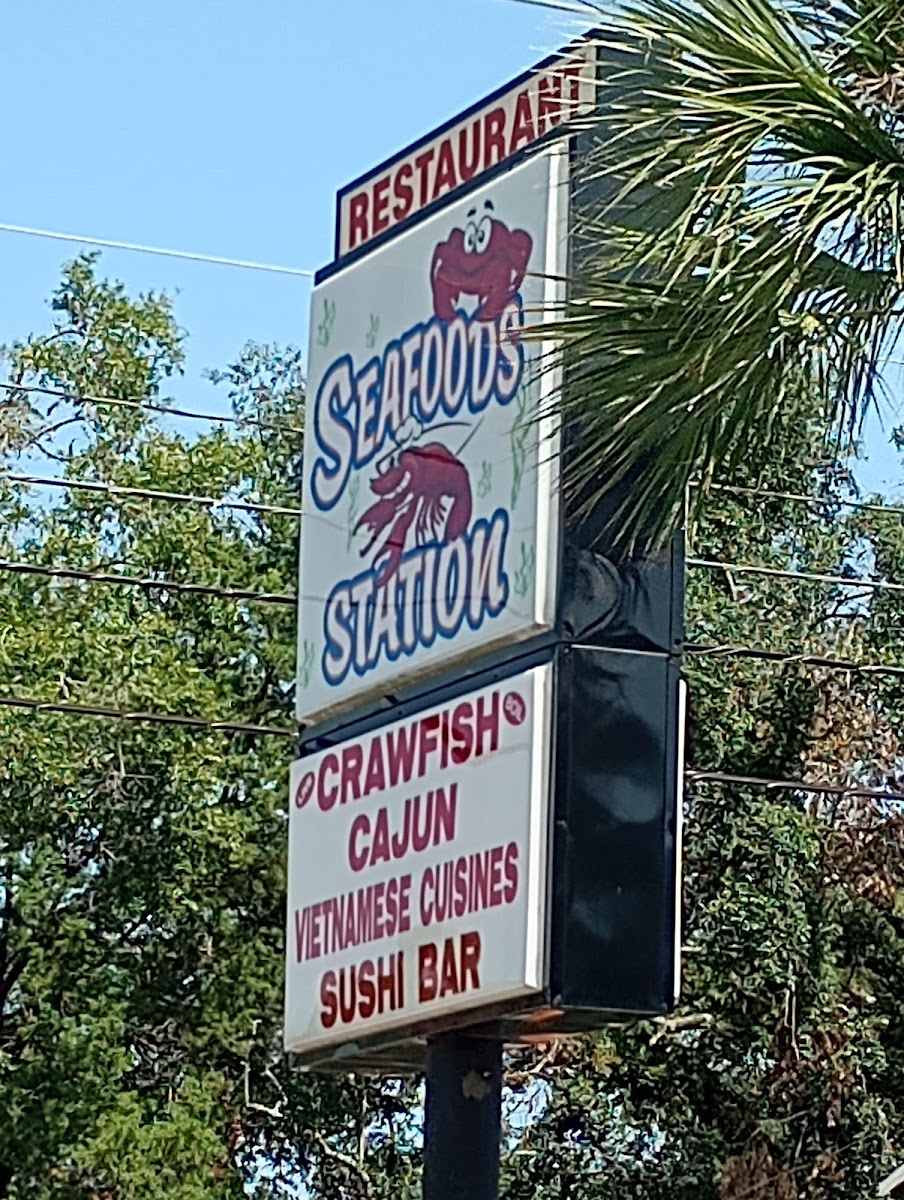 RESTAURANT
SEAFOODS
STATION
CRAWFISH
CAJUN
VIETNAMESE CUISINES
SUSHI BAR